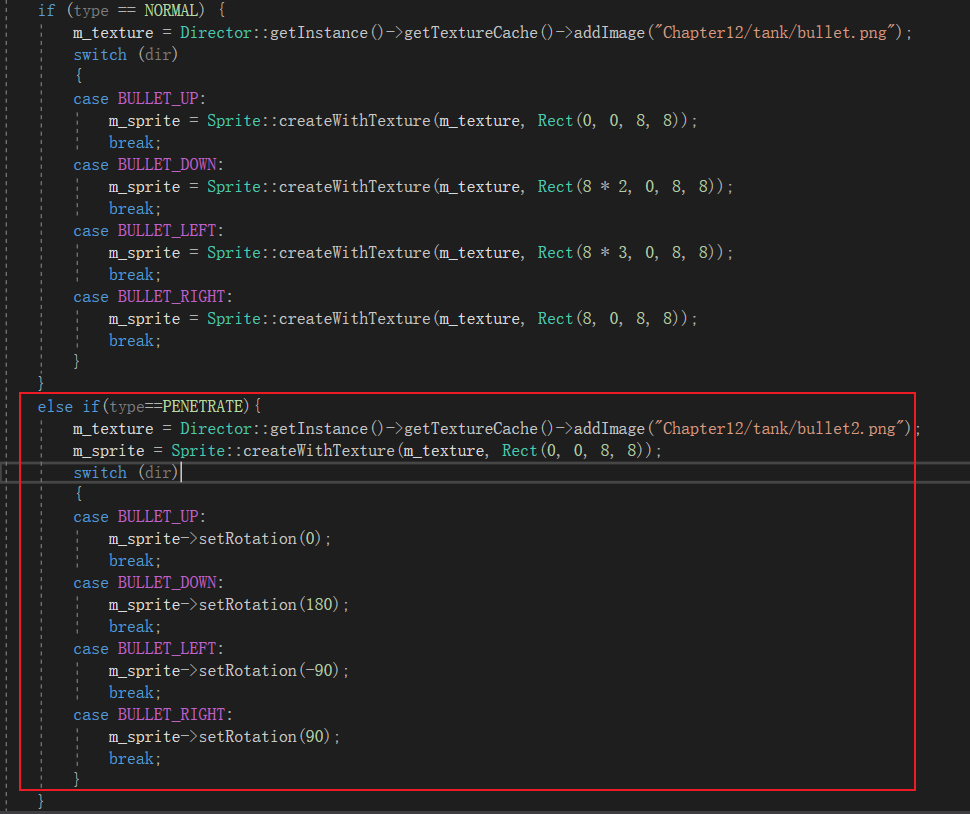 if (type == NORMAL) {
m_texture = Director::getInstance()->getTextureCache()->addImage("Chapter12/tank/bullet.png");
switch (dir)
{
case BULLET_UP:
m_sprite = Sprite::createWithTexture(m_texture, Rect(0, 0, 8, 8));
break;
case BULLET_DOWN:
m_sprite = Sprite::createWithTexture(m_texture, Rect(8 * 2, 0, 8, 8));
break;
case BULLET_LEFT:
m_sprite = Sprite::createWithTexture(m_texture, Rect(8 * 3, 0, 8, 8));
break;
case BULLET_RIGHT:
m_sprite = Sprite::createWithTexture(m_texture, Rect(8, 0, 8, 8));
break;
}
}
else if(type==PENETRATE){
m_texture = Director::getInstance()->getTextureCache()->addImage("Chapter12/tank/bullet2.png");
m_sprite = Sprite::createWithTexture(m_texture, Rect(0, 0, 8, 8));
switch (dir)
{
case BULLET_UP:
m_sprite->setRotation(0);
break;
case BULLET_DOWN:
m_sprite->setRotation(180);
break;
case BULLET_LEFT:
m_sprite->setRotation(-90);
break;
case BULLET_RIGHT:
m_sprite->setRotation(90);
break;
}
}